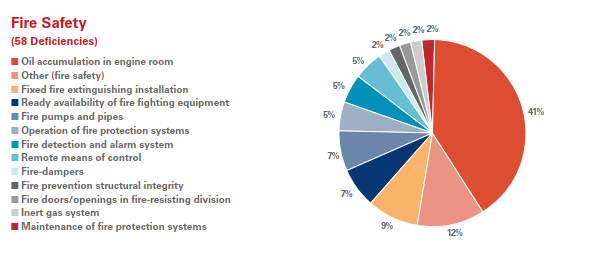 Fire Safety
(58 Deficiencies)
Oil accumulation in engine room
Other (fire safety)
Fixed fire extinguishing installation
Ready availability of fire fighting equipment
Fire pumps and pipes
Operation of fire protection systems
Fire detection and alarm system
Remote means of control
Fire-dampers
Fire prevention structural integrity
Fire doors/openings in fire-resisting division
Inert gas system
Maintenance of fire protection systems
41%
12%
9%
7%
7%
5%
5%
5%
2%
2%
2%
2%
2%